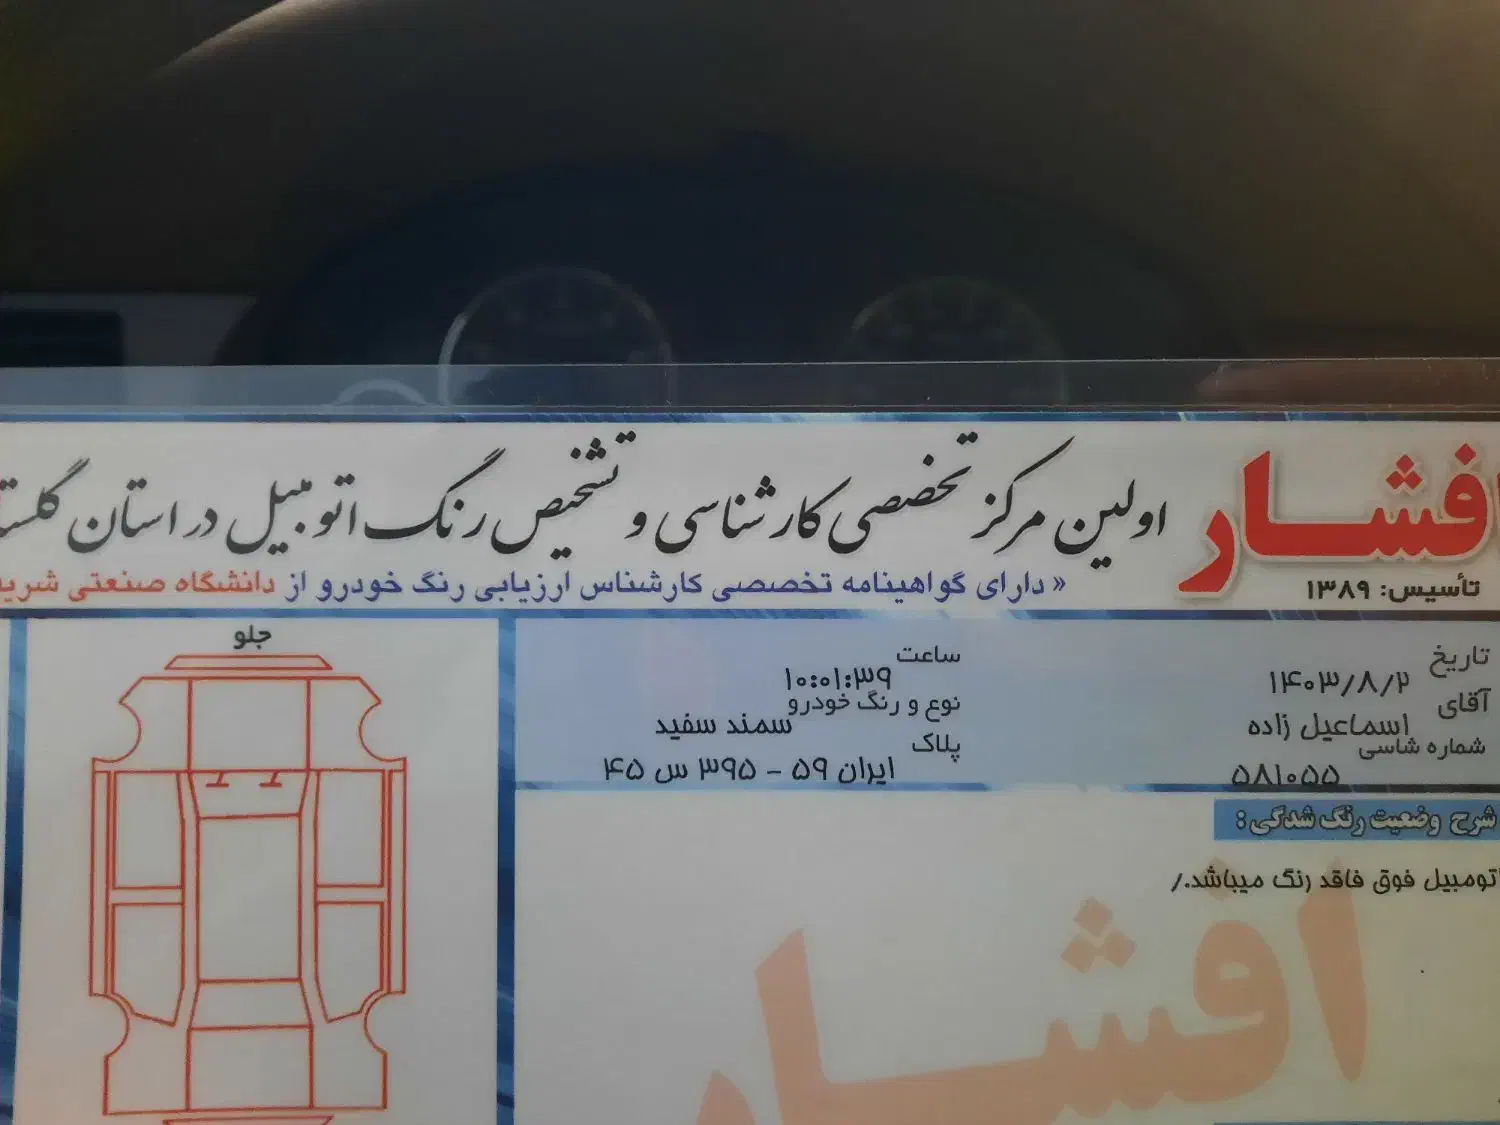 افشار
تأسیس: ۱۳۸۹
اولین مرکز تخصصی کارشناسی و تشخیص رنگ اتومبیل در استان
« دارای گواهینامه تخصصی کارشناس ارزیابی رنگ خودرو از دانشگاه صنعتی
تاریخ
۱۴۰۳/۸/۲
ساعت
۱۰:۰۱:۳۹
آقای
اسماعیل زاده
نوع و رنگ خودرو
سمند سفید
شماره شاسی
۵۸۱۰۵۵
پلاک
ایران ۵۹ - ۳۹۵ س ۴۵
شرح وضعیت رنگ شدگی:
اتومبیل فوق فاقد رنگ میباشد./
افشار
جلو